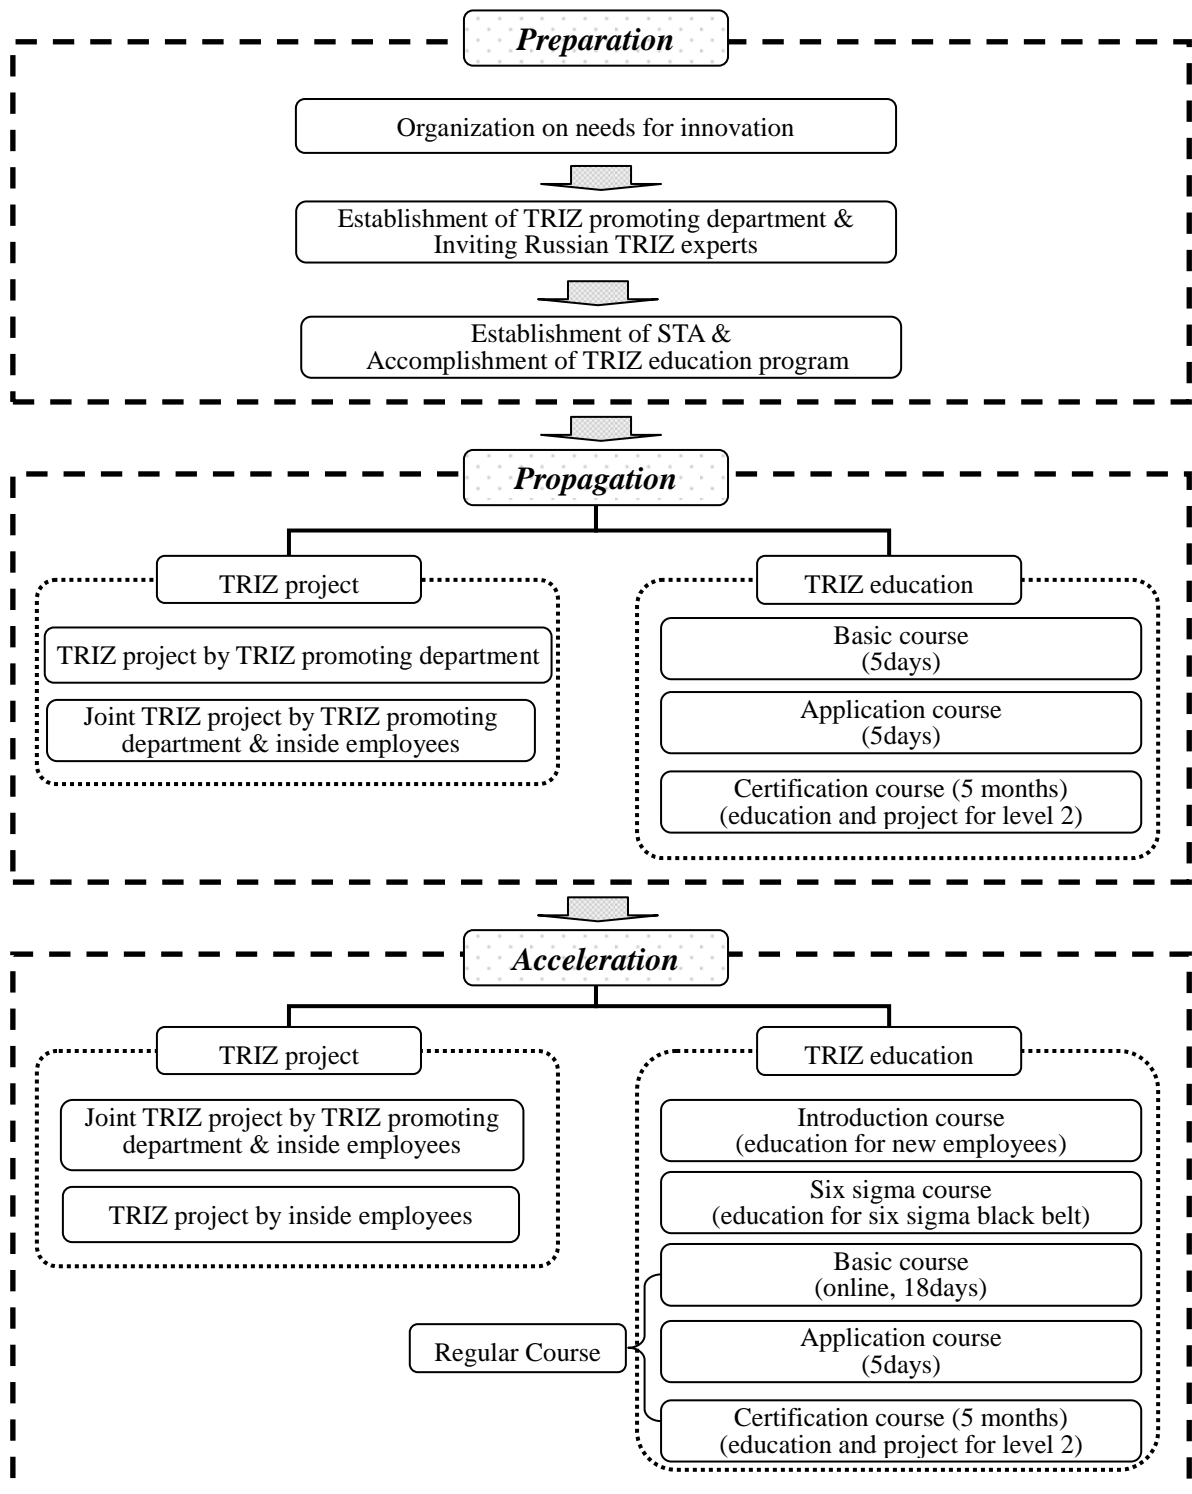 Preparation
Organization on needs for innovation
Establishment of TRIZ promoting department &
Inviting Russian TRIZ experts
Establishment of STA &
Accomplishment of TRIZ education program
Propagation
TRIZ project
TRIZ project by TRIZ promoting department
Joint TRIZ project by TRIZ promoting
department & inside employees
TRIZ education
Basic course
(5days)
Application course
(5days)
Certification course (5 months)
(education and project for level 2)
Acceleration
TRIZ project
Joint TRIZ project by TRIZ promoting
department & inside employees
TRIZ project by inside employees
TRIZ education
Introduction course
(education for new employees)
Six sigma course
(education for six sigma black belt)
Basic course
(online, 18days)
Regular Course
Application course
(5days)
Certification course (5 months)
(education and project for level 2)